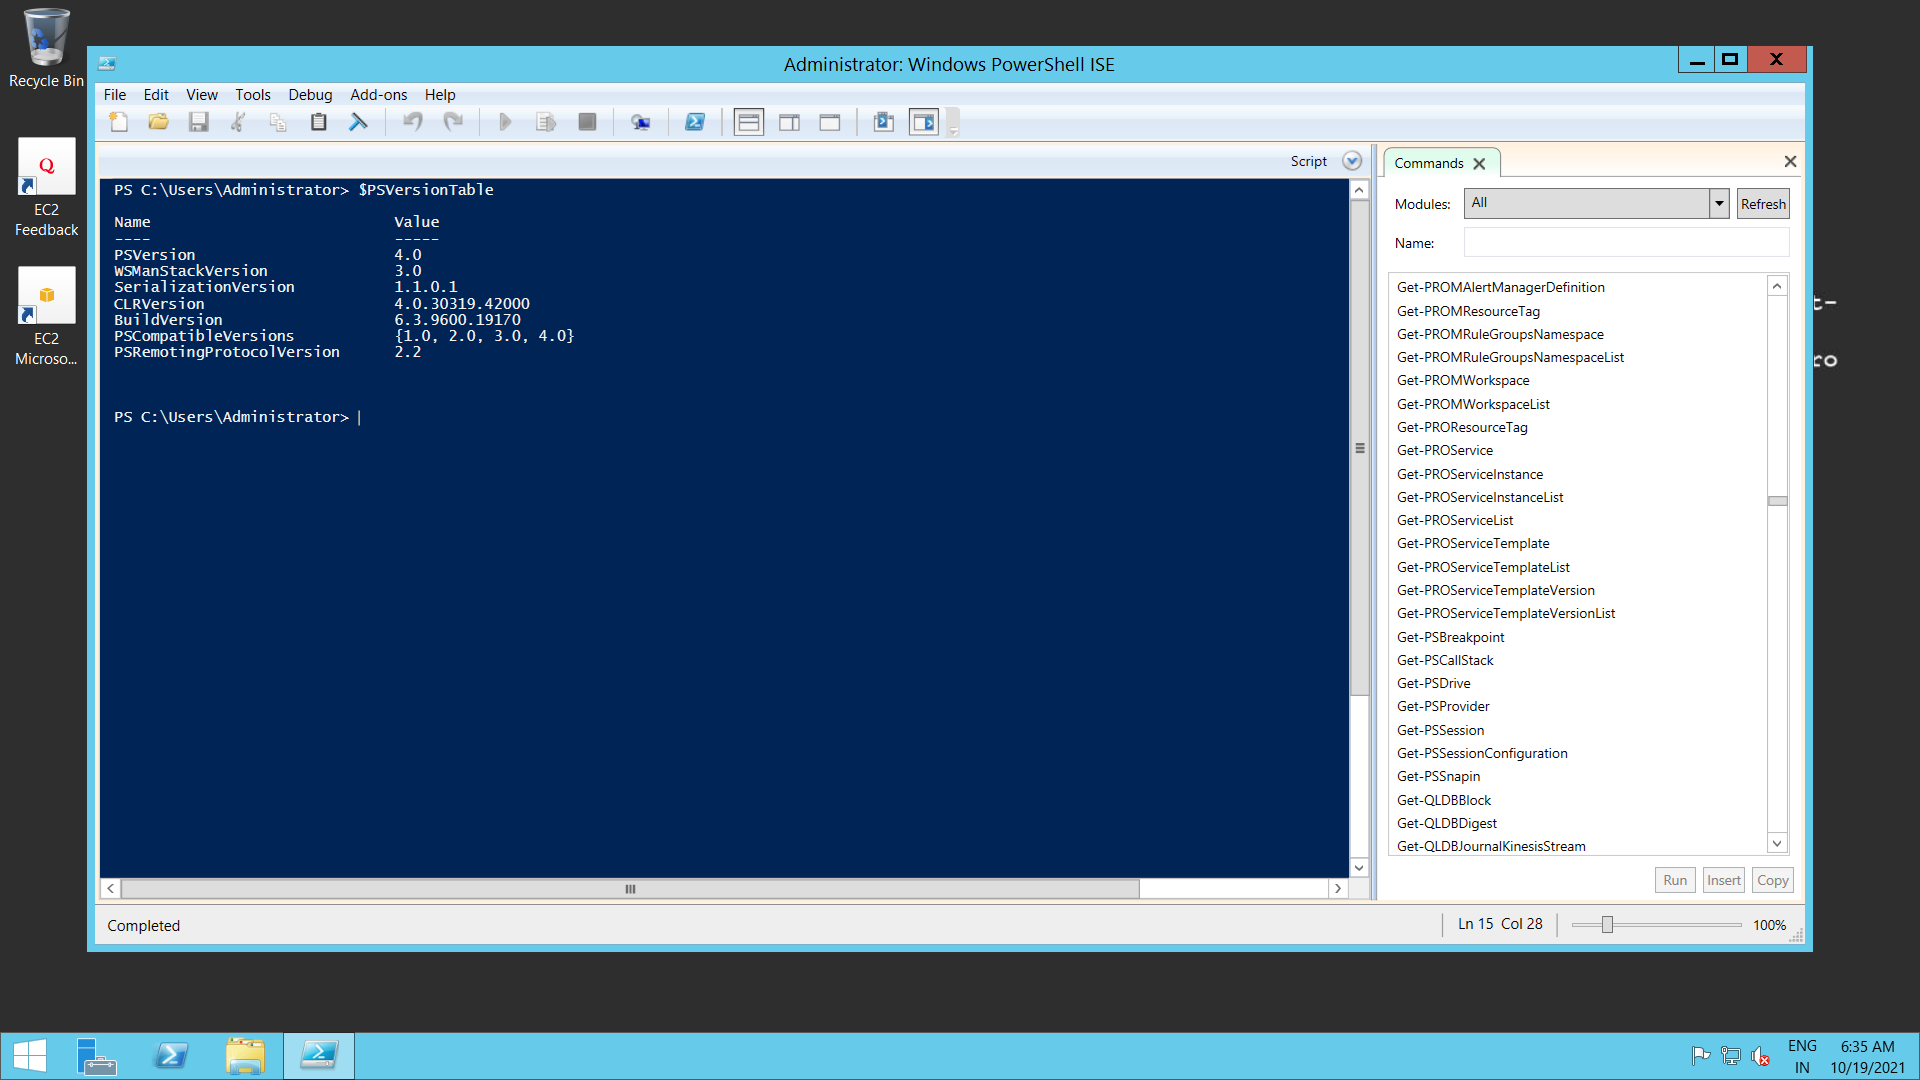 Recycle Bin
EC2
Feedback
EC2
Microso...
Administrator: Windows PowerShell ISE
File Edit View Tools Debug Add-ons Help
Script
PS C:\Users\Administrator> $PSVersionTable
Name Value
---- -----
PSVersion 4.0
WSManStackVersion 3.0
SerializationVersion 1.1.0.1
CLRVersion 4.0.30319.42000
BuildVersion 6.3.9600.19170
PSCompatibleVersions {1.0, 2.0, 3.0, 4.0}
PSRemotingProtocolVersion 2.2
PS C:\Users\Administrator>
Commands
Modules: All Refresh
Name:
Get-PROMAlertManagerDefinition
Get-PROMResourceTag
Get-PROMRuleGroupsNamespace
Get-PROMRuleGroupsNamespaceList
Get-PROMWorkspace
Get-PROMWorkspaceList
Get-PROResourceTag
Get-PROService
Get-PROServiceInstance
Get-PROServiceInstanceList
Get-PROServiceList
Get-PROServiceTemplate
Get-PROServiceTemplateList
Get-PROServiceTemplateVersion
Get-PROServiceTemplateVersionList
Get-PSBreakpoint
Get-PSCallStack
Get-PSDrive
Get-PSProvider
Get-PSSession
Get-PSSessionConfiguration
Get-PSSnapin
Get-QLDBBlock
Get-QLDBDigest
Get-QLDBJournalKinesisStream
Run Insert Copy
t-
ro
Completed
Ln 15 Col 28
100%
ENG
IN
6:35 AM
10/19/2021